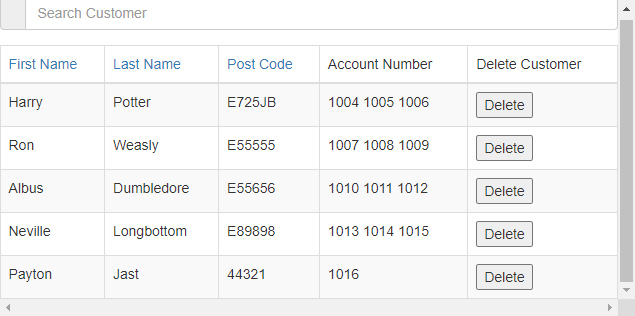 Search Customer
First Name Last Name Post Code Account Number Delete Customer
Harry Potter E725JB 1004 1005 1006 Delete
Ron Weasly E55555 1007 1008 1009 Delete
Albus Dumbledore E55656 1010 1011 1012 Delete
Neville Longbottom E89898 1013 1014 1015 Delete
Payton Jast 44321 1016 Delete